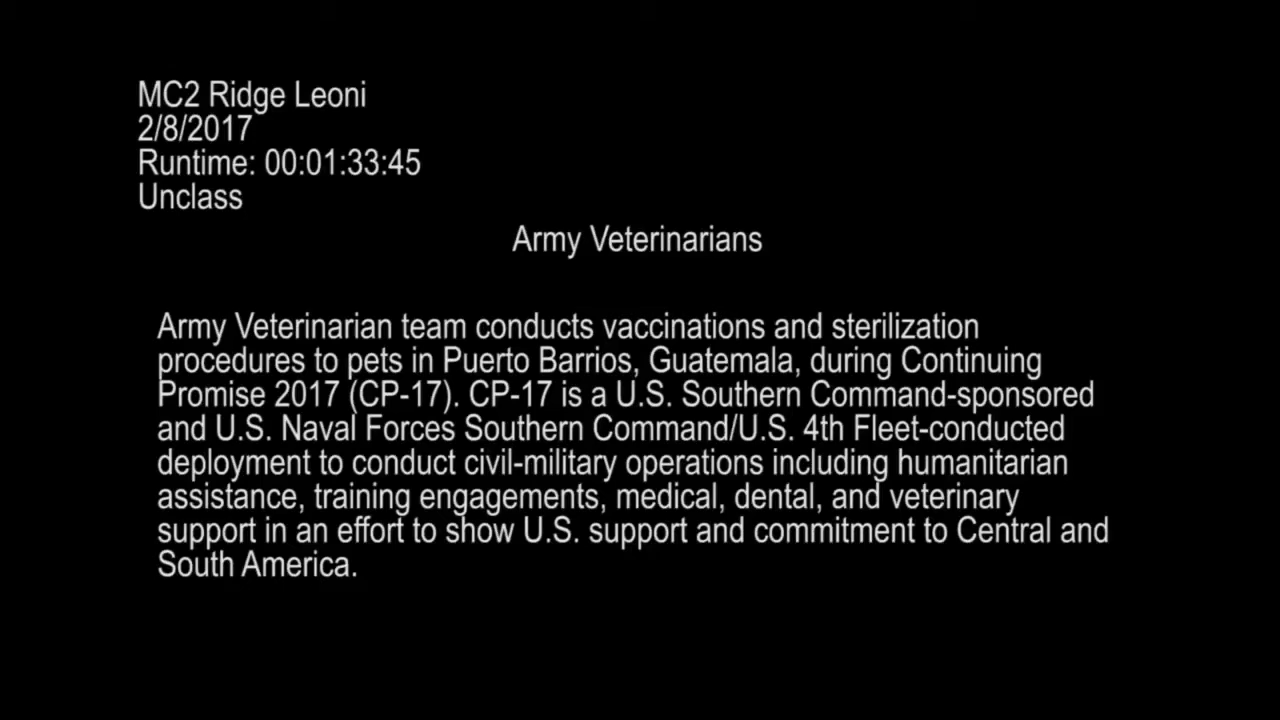 MC2 Ridge Leoni
2/8/2017
Runtime: 00:01:33:45
Unclass
Army Veterinarians
Army Veterinarian team conducts vaccinations and sterilization
procedures to pets in Puerto Barrios, Guatemala, during Continuing
Promise 2017 (CP-17). CP-17 is a U.S. Southern Command-sponsored
and U.S. Naval Forces Southern Command/U.S. 4th Fleet-conducted
deployment to conduct civil-military operations including humanitarian
assistance, training engagements, medical, dental, and veterinary
support in an effort to show U.S. support and commitment to Central and
South America.